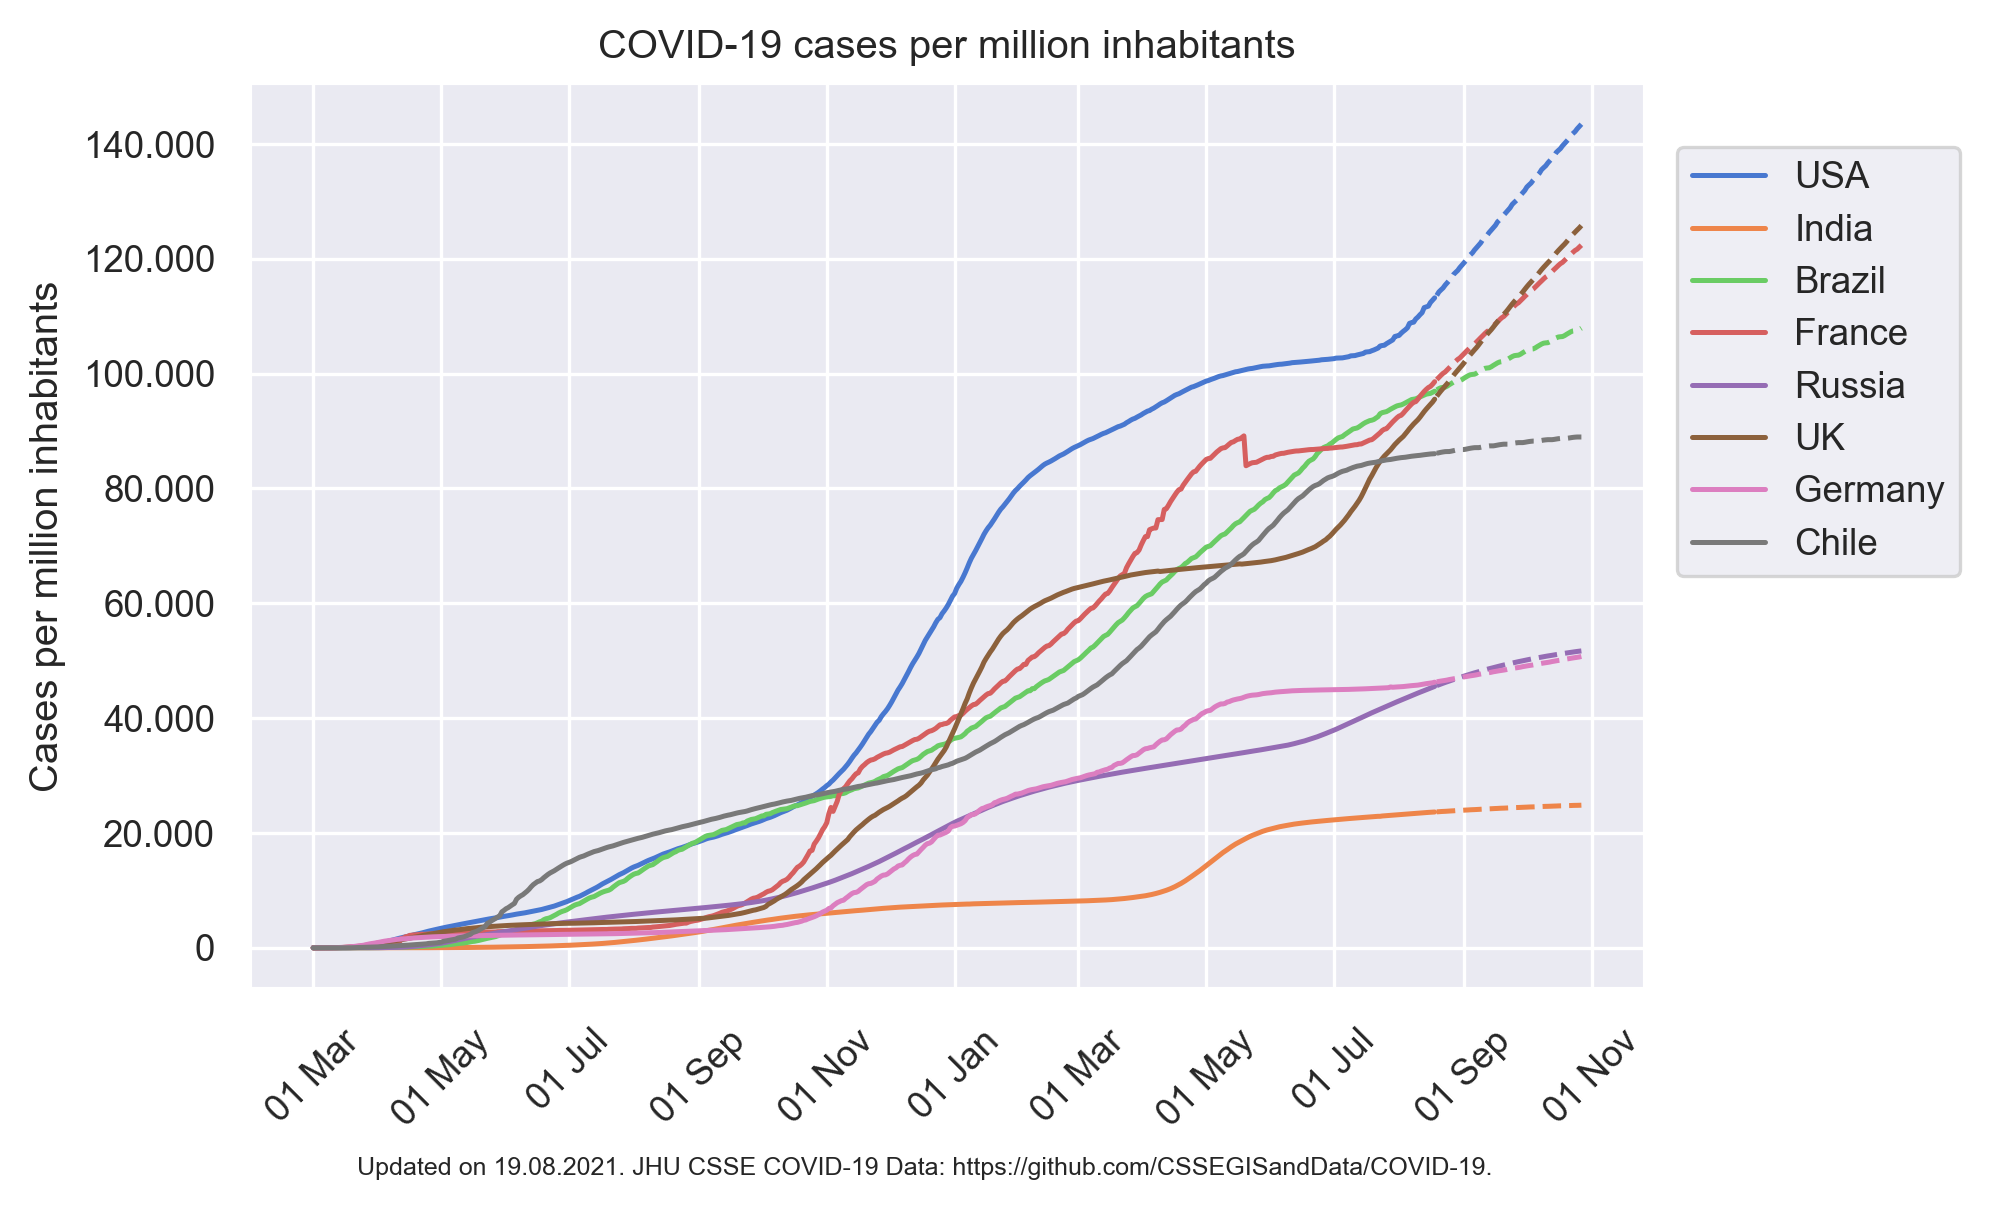 COVID-19 cases per million inhabitants
Cases per million inhabitants
140.000
120.000
100.000
80.000
60.000
40.000
20.000
0
01 Mar
01 May
01 Jul
01 Sep
01 Nov
01 Jan
01 Mar
01 May
01 Jul
01 Sep
01 Nov
USA
India
Brazil
France
Russia
UK
Germany
Chile
Updated on 19.08.2021. JHU CSSE COVID-19 Data: https://github.com/CSSEGISandData/COVID-19.